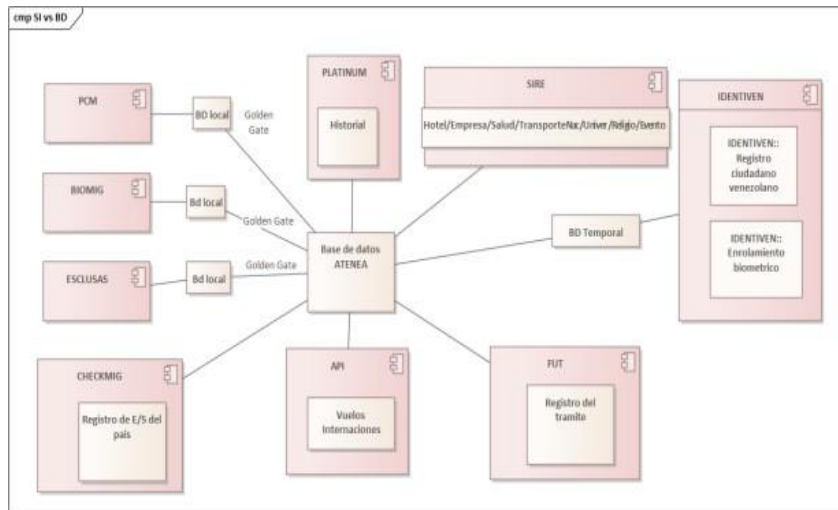 cmp SI vs BD
PCM
BD local
Golden
Gate
PLATINUM
Historial
SIRE
Hotel/Empresa/Salud/TransporteNac/Univer/Religio/Evento
IDENTIVEN
IDENTIVEN::
Registro
ciudadano
venezolano
IDENTIVEN::
Enrolamiento
biometrico
BIOMIG
Bd local
Golden Gate
BD Temporal
Base de datos
ATENEA
ESCLUSAS
Bd local
Golden Gate
CHECKMIG
Registro de E/S del
pais
API
Vuelos
Internaciones
FUT
Registro del
tramite